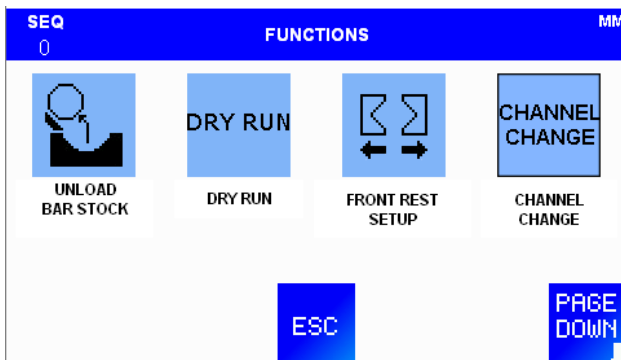 SEQ
0
FUNCTIONS
MM
DRY RUN
CHANNEL
CHANGE
UNLOAD
BAR STOCK
DRY RUN
FRONT REST
SETUP
CHANNEL
CHANGE
ESC
PAGE
DOWN